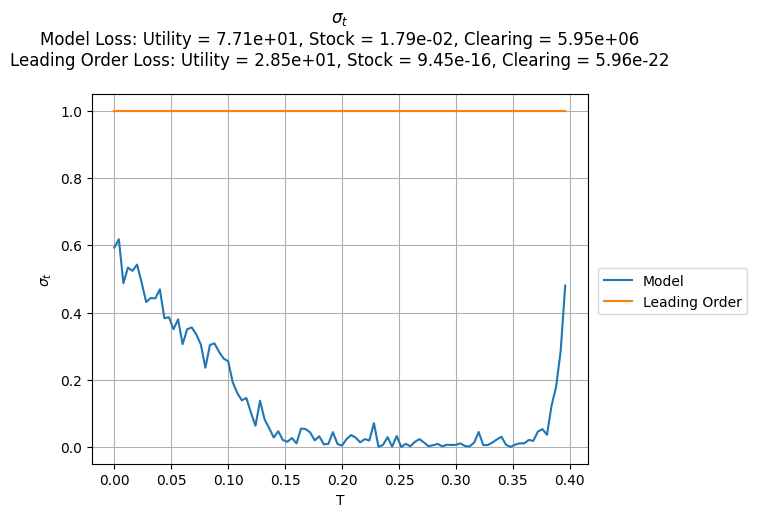 σ_t
Model Loss: Utility = 7.71e+01, Stock = 1.79e-02, Clearing = 5.95e+06
Leading Order Loss: Utility = 2.85e+01, Stock = 9.45e-16, Clearing = 5.96e-22
1.0
0.8
0.6
0.4
0.2
0.0
σ_t
0.00 0.05 0.10 0.15 0.20 0.25 0.30 0.35 0.40
T
Model
Leading Order